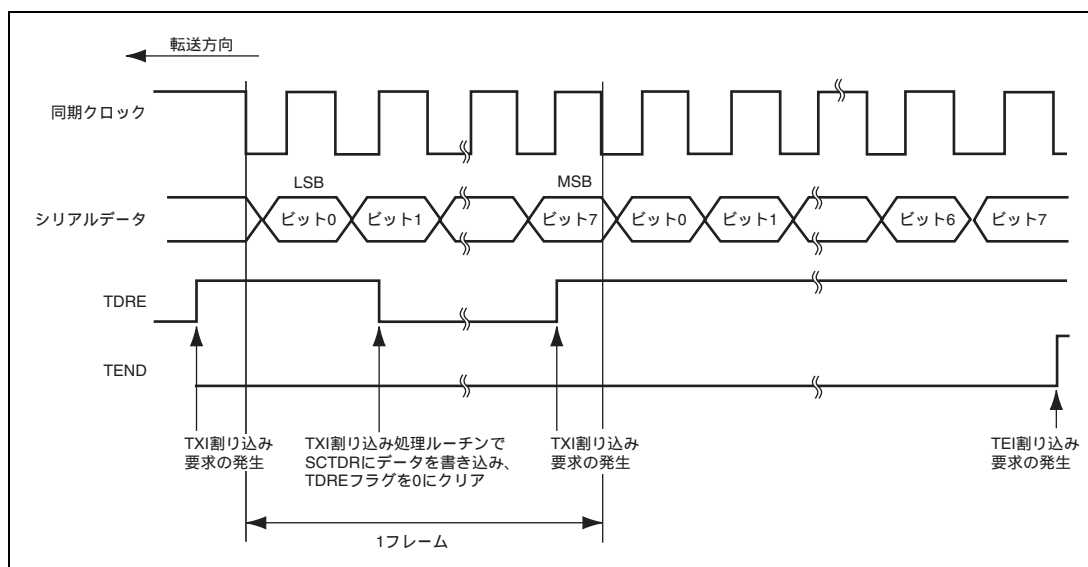 転送方向
同期クロック
LSB
MSB
シリアルデータ
ビット0
ビット1
ビット7
ビット0
ビット1
ビット6
ビット7
TDRE
TEND
TXI割り込み
要求の発生
TXI割り込み処理ルーチンで
SCTDRにデータを書き込み、
TDREフラグを0にクリア
TXI割り込み
要求の発生
TEI割り込み
要求の発生
1フレーム